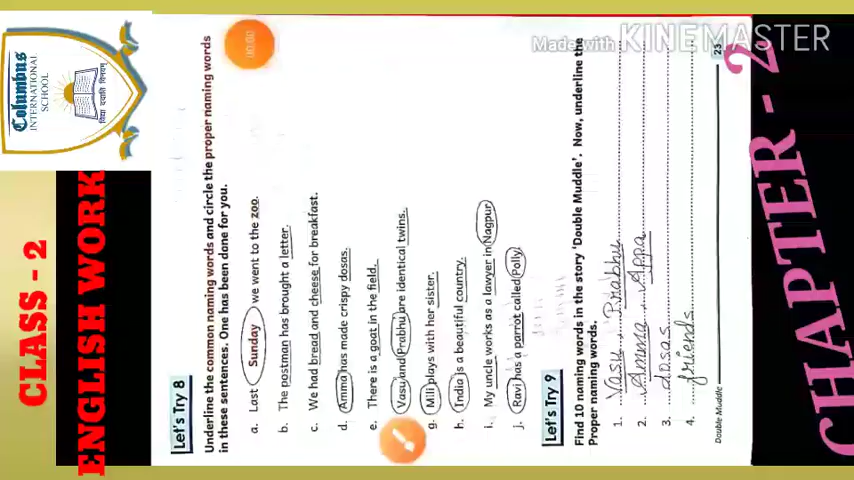 Columbus
INTERNATIONAL
SCHOOL
विद्या ददाति विनयम्
CLASS - 2
ENGLISH WORK
00:00
Made with KINEMASTER
Let's Try 8
Underline the common naming words and circle the proper naming words
in these sentences. One has been done for you.
a. Last Sunday we went to the zoo.
b. The postman has brought a letter.
c. We had bread and cheese for breakfast.
d. Amma has made crispy dosas.
e. There is a goat in the field.
f. Vasu and Prabhu are identical twins.
g. Mili plays with her sister.
h. India is a beautiful country.
i. My uncle works as a lawyer in Nagpur.
j. Ravi has a parrot called Polly.
Let's Try 9
Find 10 naming words in the story 'Double Muddle'. Now, underline the
Proper naming words.
1. Vasu, Prabhu
2. Amma, Appa
3. dosas
4. friends
Double Muddle
23
CHAPTER - 2